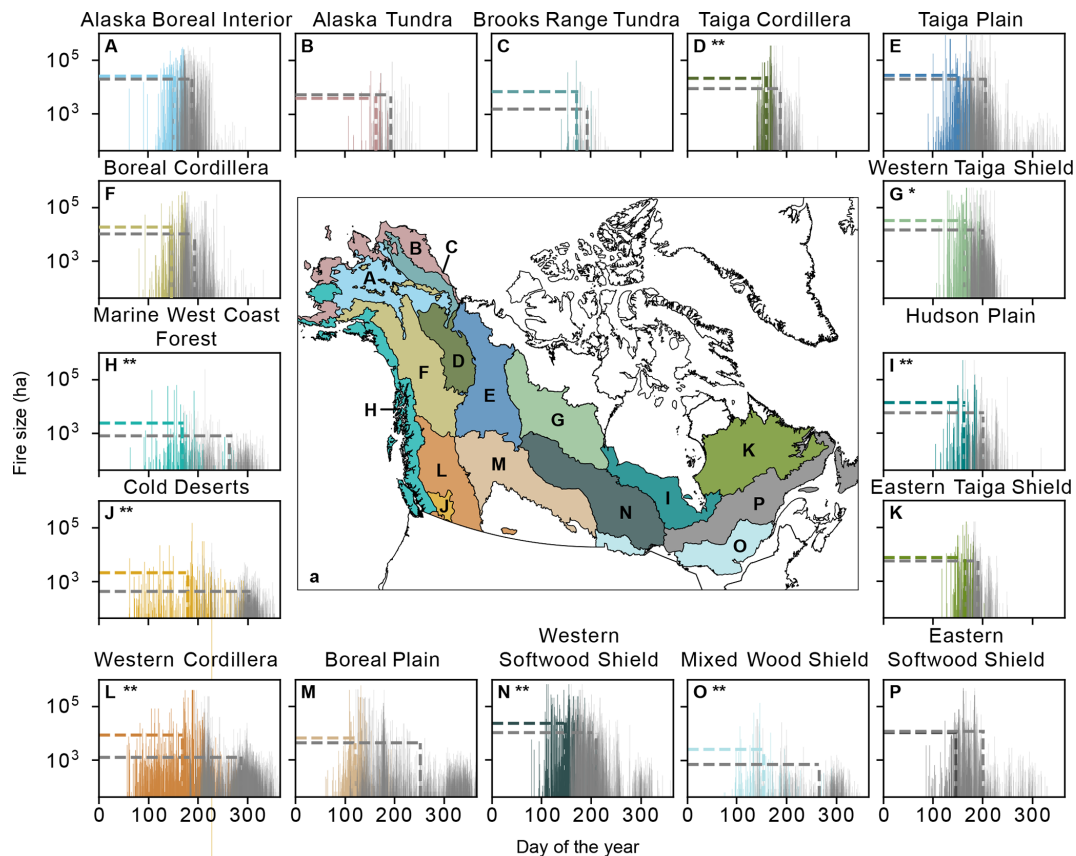 Alaska Boreal Interior
Alaska Tundra
Brooks Range Tundra
Taiga Cordillera
Taiga Plain
A
B
C
D **
E
10^5
10^3
Boreal Cordillera
Western Taiga Shield
F
G *
10^5
10^3
B
C
A
D
F
E
H
G
K
L
M
I
P
J
N
O
a
Marine West Coast
Forest
Hudson Plain
H **
I **
10^5
10^3
Fire size (ha)
Cold Deserts
Eastern Taiga Shield
J **
K
10^5
10^3
Western Cordillera
Boreal Plain
Western
Softwood Shield
Mixed Wood Shield
Eastern
Softwood Shield
L **
M
N **
O **
P
10^5
10^3
0 100 200 300
0 100 200 300
0 100 200 300
0 100 200 300
0 100 200 300
Day of the year